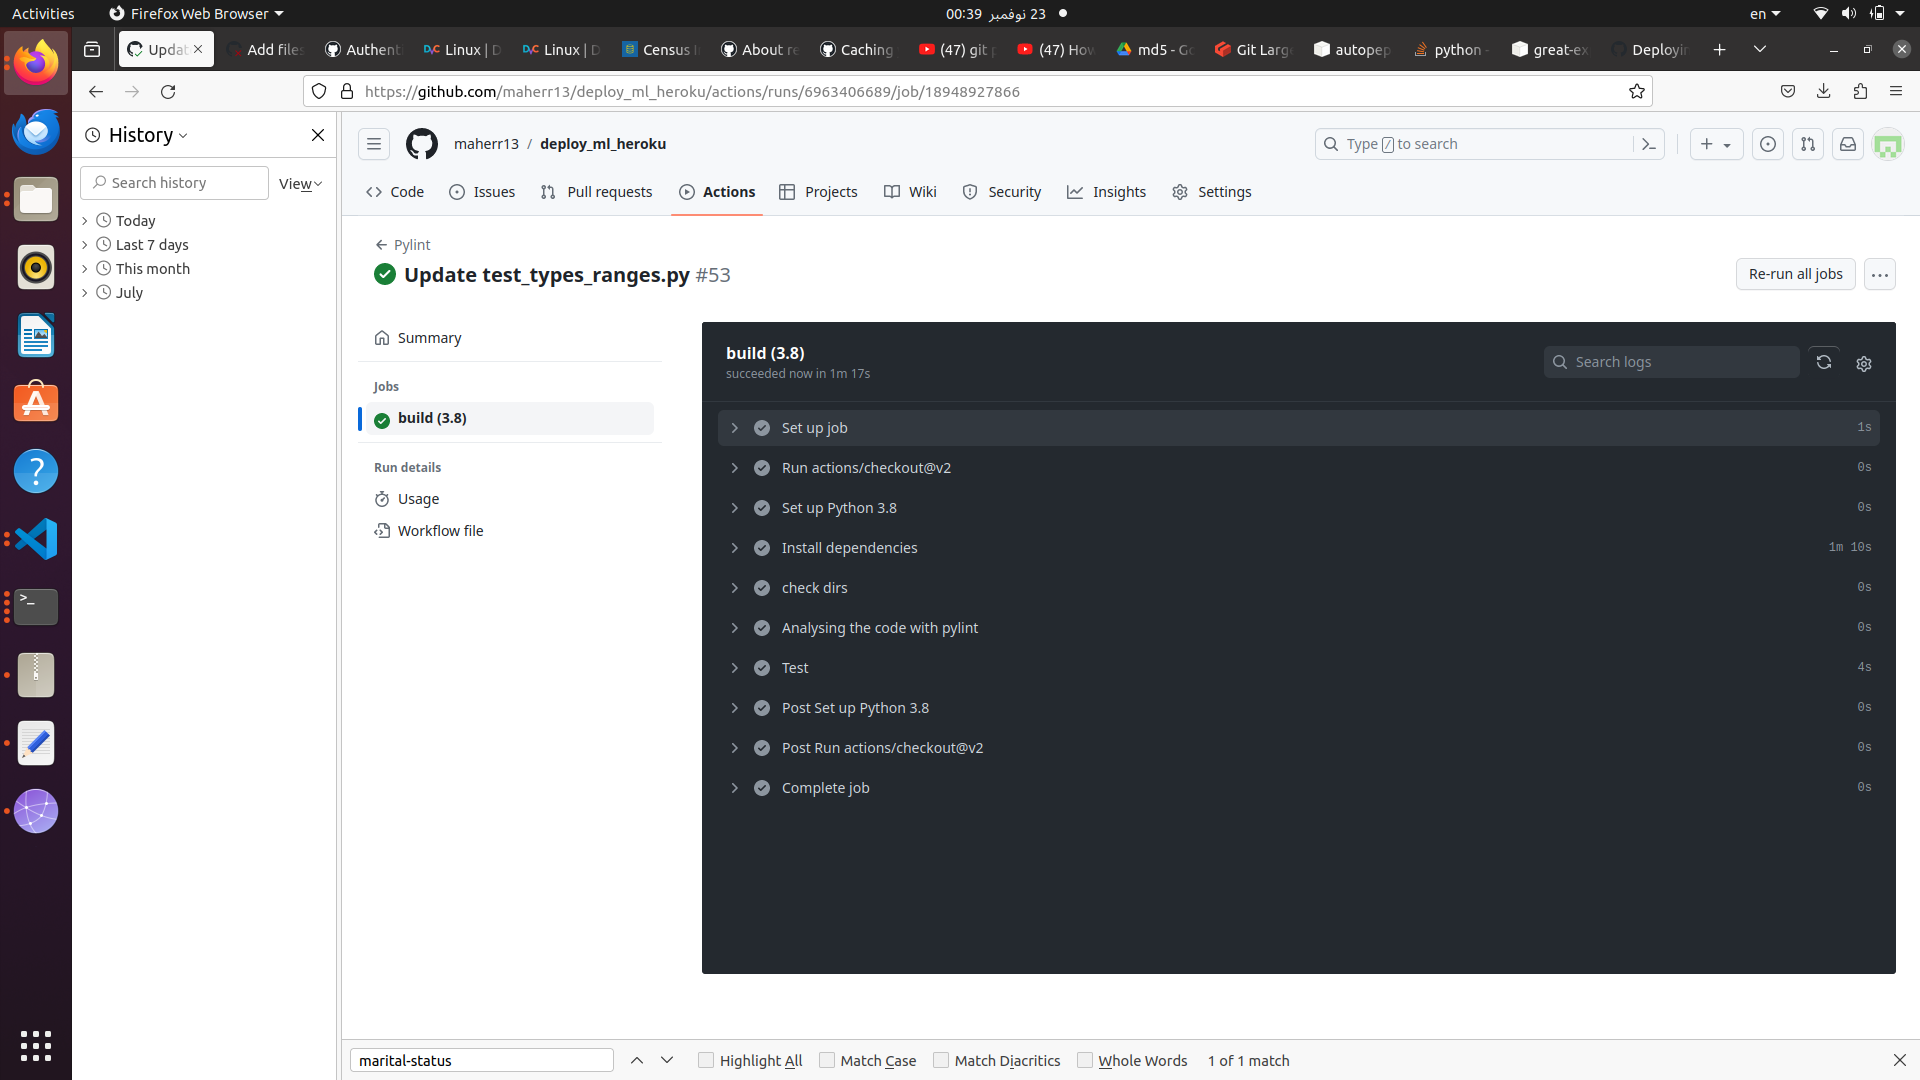 Activities
Firefox Web Browser
23 نوفمبر 00:39
en
Updat
Add files
Authenti
Linux | D
Linux | D
Census I
About re
Caching
(47) git p
(47) How
md5 - Go
Git Large
autopep
python -
great-ex
Deployin
https://github.com/maherr13/deploy_ml_heroku/actions/runs/6963406689/job/18948927866
History
Search history
View
Today
Last 7 days
This month
July
maherr13 / deploy_ml_heroku
Type / to search
Code
Issues
Pull requests
Actions
Projects
Wiki
Security
Insights
Settings
Pylint
Update test_types_ranges.py #53
Re-run all jobs
Summary
Jobs
build (3.8)
Run details
Usage
Workflow file
build (3.8)
succeeded now in 1m 17s
Search logs
Set up job 1s
Run actions/checkout@v2 0s
Set up Python 3.8 0s
Install dependencies 1m 10s
check dirs 0s
Analysing the code with pylint 0s
Test 4s
Post Set up Python 3.8 0s
Post Run actions/checkout@v2 0s
Complete job 0s
marital-status
Highlight All
Match Case
Match Diacritics
Whole Words
1 of 1 match